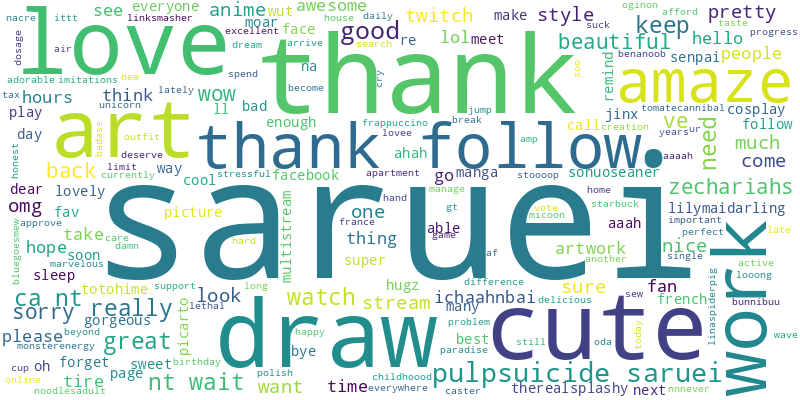 saruei
thank
love
draw
cute
art
amaze
thank follow
work
pulpsuicide saruei
really
great
good
beautiful
style
twitch
anime
awesome
wut
moar
everyone
see
linksmasher
ittt
nacre
air
excellent
house
daily
face
dream
arrive
search
lol
meet
re
make
suck
oginon
afford
taste
progress
pretty
keep
hello
people
senpai
benanoob
soo
remind
cry
spend
become
na
wow
think
hours
adorable
imitations
dosage
tax
new
unicorn
lately
ll
bad
play
day
badass
outfit
enough
frappuccino
lovee
jump
break
amp
call
creation
jinx
tomatecannibal
years
ur
cosplay
follow
aaaah
ve
need
much
come
honest
deserve
limit
currently
way
stressful
ahah
apartment
manga
stoooop
sohuoseaner
back
dear
lovely
cool
facebook
hand
go
manage
home
starbuck
zechariahs
omg
fav
picture
multistream
one
france
able
gt
game
vote
micoon
aaah
lilymaidarling
important
late
approve
care
damn
take
hope
soon
marvelous
hard
thing
super
af
difference
another
artwork
nice
perfect
single
active
looong
bluegoesmew
sleep
totohime
support
long
look
hugz
watch
stream
ichaahnbai
many
delicious
sure
sew
fan
french
linaspiderpig
bunnibuu
ca nt
sorry
gorgeous
lethal
please
beyond
monsterenergy
picarto
happy
bye
problem
best
paradise
still
oda
today
wave
cup
oh
forget
sweet
birthday
polish
childhoood
online
tire
page
nt wait
want
time
everywhere
caster
therealsplashy
next
nnnever
noodlesadult